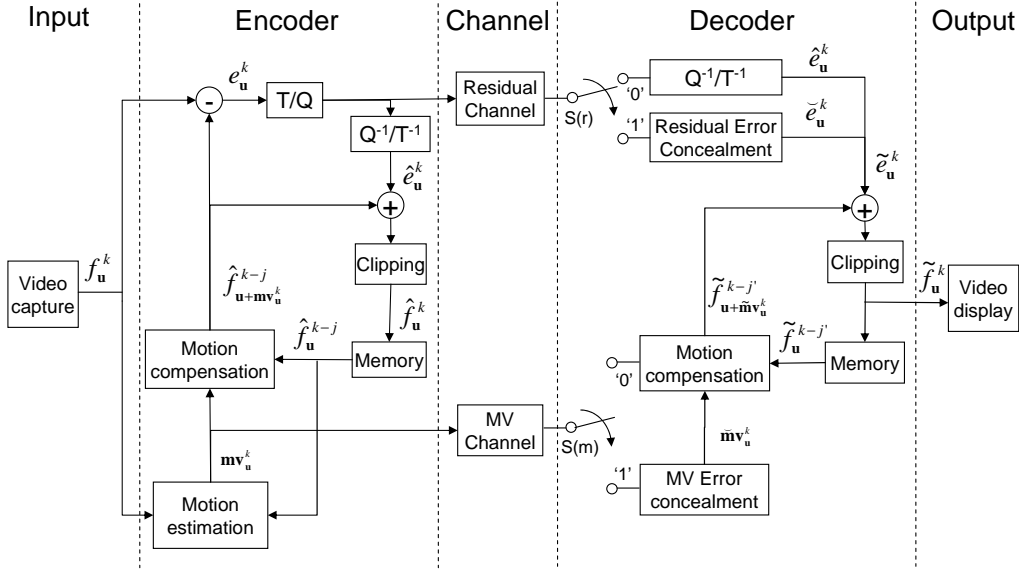 Input
Encoder
Channel
Decoder
Output
Video
capture
f_u^k
e_u^k
-
T/Q
Q⁻¹/T⁻¹
ê_u^k
+
Clipping
f̂_u^k
Memory
f̂_u^{k-j}
f̂_{u+mv_u^k}^{k-j}
Motion
compensation
mv_u^k
Motion
estimation
Residual
Channel
MV
Channel
S(r)
'0'
'1'
Q⁻¹/T⁻¹
Residual Error
Concealment
ê_u^k
ĕ_u^k
ẽ_u^k
+
Clipping
f̃_u^k
Memory
f̃_u^{k-j'}
f̃_{u+m̃v_u^k}^{k-j'}
Motion
compensation
m̆v_u^k
MV Error
concealment
S(m)
'0'
'1'
Video
display